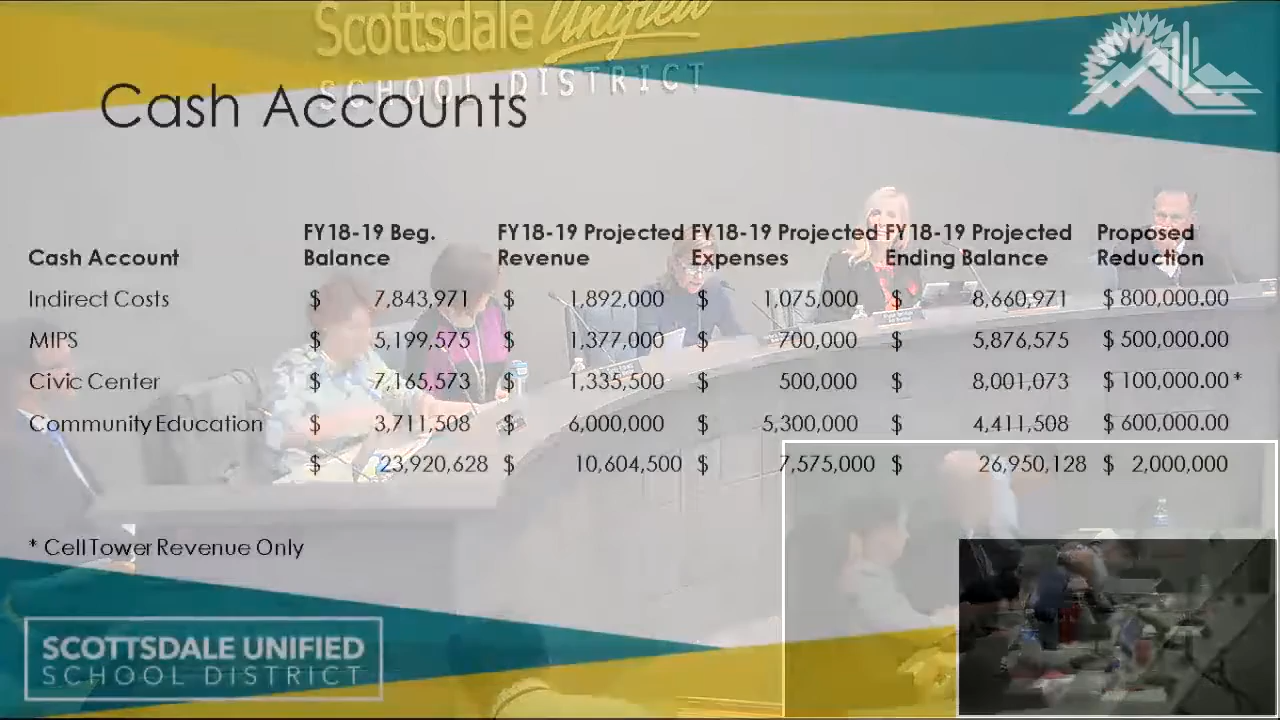 Scottsdale Unified
SCHOOL DISTRICT
Cash Accounts
Cash Account FY18-19 Beg. Balance FY18-19 Projected Revenue FY18-19 Projected Expenses FY18-19 Projected Ending Balance Proposed Reduction
Indirect Costs $ 7,843,971 $ 1,892,000 $ 1,075,000 $ 8,660,971 $ 800,000.00
MIPS $ 5,199,575 $ 1,377,000 $ 700,000 $ 5,876,575 $ 500,000.00
Civic Center $ 7,165,573 $ 1,335,500 $ 500,000 $ 8,001,073 $ 100,000.00 *
Community Education $ 3,711,508 $ 6,000,000 $ 5,300,000 $ 4,411,508 $ 600,000.00
$ 23,920,628 $ 10,604,500 $ 7,575,000 $ 26,950,128 $ 2,000,000
* Cell Tower Revenue Only
SCOTTSDALE UNIFIED
SCHOOL DISTRICT